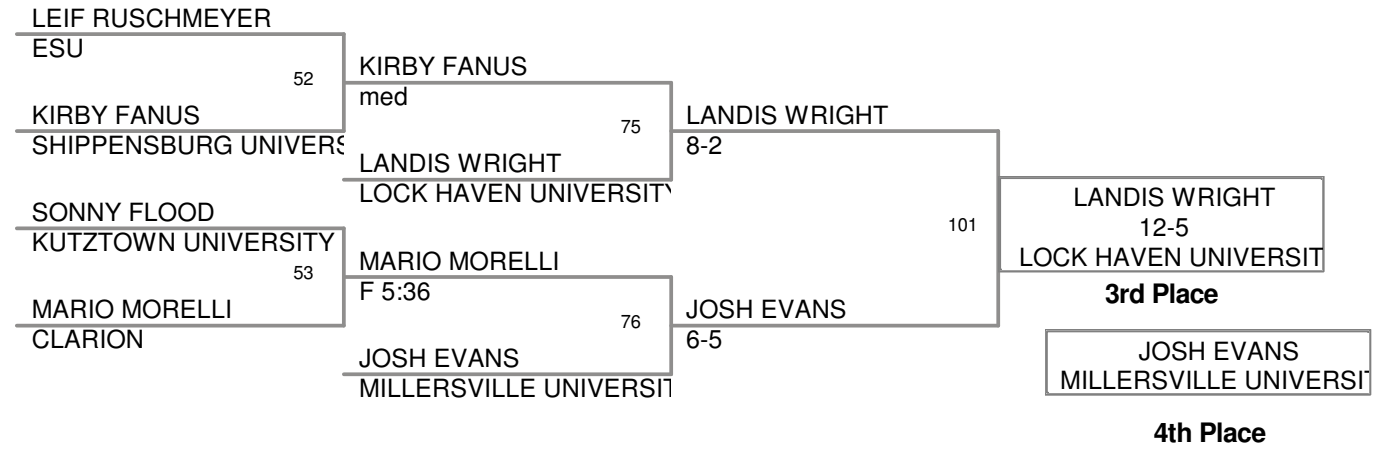 LEIF RUSCHMEYER
ESU
52
KIRBY FANUS
SHIPPENSBURG UNIVERS
SONNY FLOOD
KUTZTOWN UNIVERSITY
53
MARIO MORELLI
CLARION
KIRBY FANUS
med
75
LANDIS WRIGHT
LOCK HAVEN UNIVERSITY
MARIO MORELLI
F 5:36
76
JOSH EVANS
MILLERSVILLE UNIVERSIT
LANDIS WRIGHT
8-2
101
JOSH EVANS
6-5
LANDIS WRIGHT
12-5
LOCK HAVEN UNIVERSIT
3rd Place
JOSH EVANS
MILLERSVILLE UNIVERSIT
4th Place